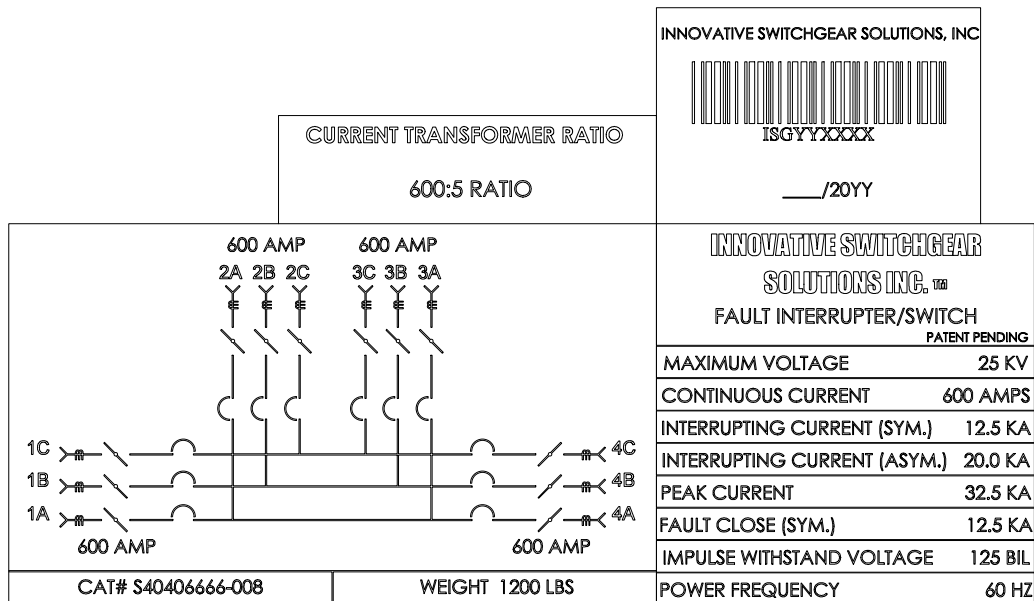 INNOVATIVE SWITCHGEAR SOLUTIONS, INC
ISGYYXXXX
____/20YY
CURRENT TRANSFORMER RATIO
600:5 RATIO
600 AMP 600 AMP
2A 2B 2C 3C 3B 3A
1C 4C
1B 4B
1A 4A
600 AMP 600 AMP
CAT# S40406666-008 WEIGHT 1200 LBS
INNOVATIVE SWITCHGEAR
SOLUTIONS INC. ™
FAULT INTERRUPTER/SWITCH
PATENT PENDING
MAXIMUM VOLTAGE 25 KV
CONTINUOUS CURRENT 600 AMPS
INTERRUPTING CURRENT (SYM.) 12.5 KA
INTERRUPTING CURRENT (ASYM.) 20.0 KA
PEAK CURRENT 32.5 KA
FAULT CLOSE (SYM.) 12.5 KA
IMPULSE WITHSTAND VOLTAGE 125 BIL
POWER FREQUENCY 60 HZ